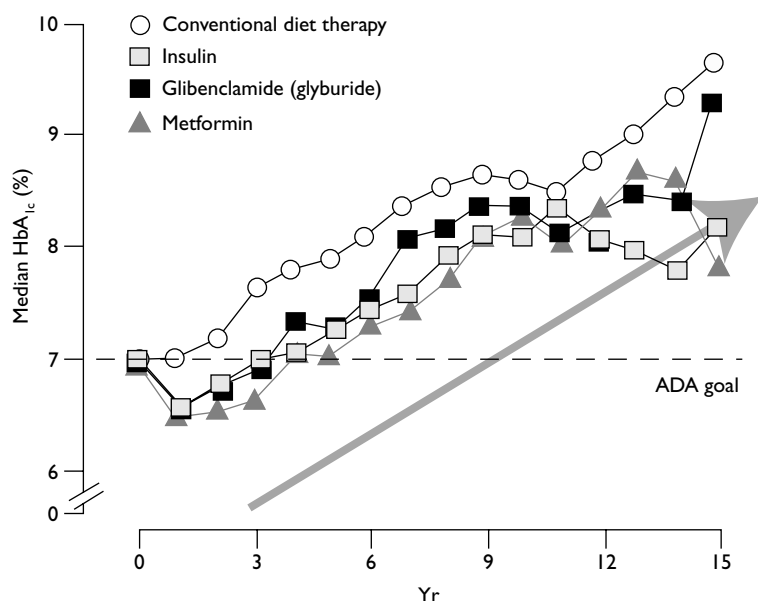 10
Conventional diet therapy
Insulin
Glibenclamide (glyburide)
Metformin
9
8
7
6
0
Median HbA1c (%)
ADA goal
0 3 6 9 12 15
Yr